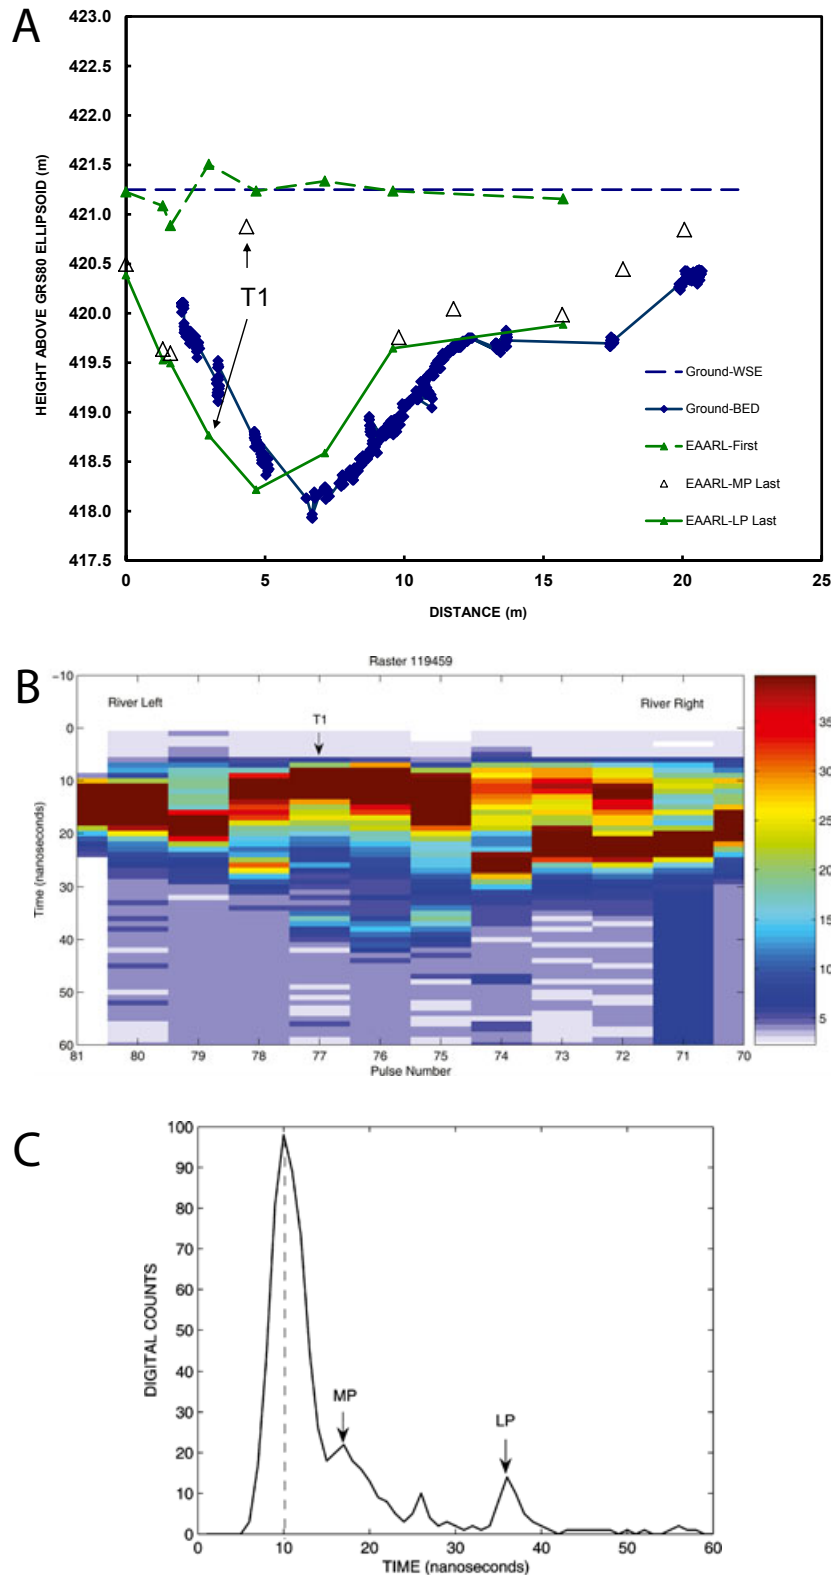 A
423.0
422.5
422.0
421.5
421.0
420.5
420.0
419.5
419.0
418.5
418.0
417.5
HEIGHT ABOVE GRS80 ELLIPSOID (m)
T1
Ground-WSE
Ground-BED
EAARL-First
EAARL-MP Last
EAARL-LP Last
0 5 10 15 20 25
DISTANCE (m)
B
Raster 119459
River Left
T1
River Right
-10
0
10
20
30
40
50
60
Time (nanoseconds)
81 80 79 78 77 76 75 74 73 72 71 70
Pulse Number
35
30
25
20
15
10
5
C
100
90
80
70
60
50
40
30
20
10
0
DIGITAL COUNTS
MP
LP
0 10 20 30 40 50 60
TIME (nanoseconds)